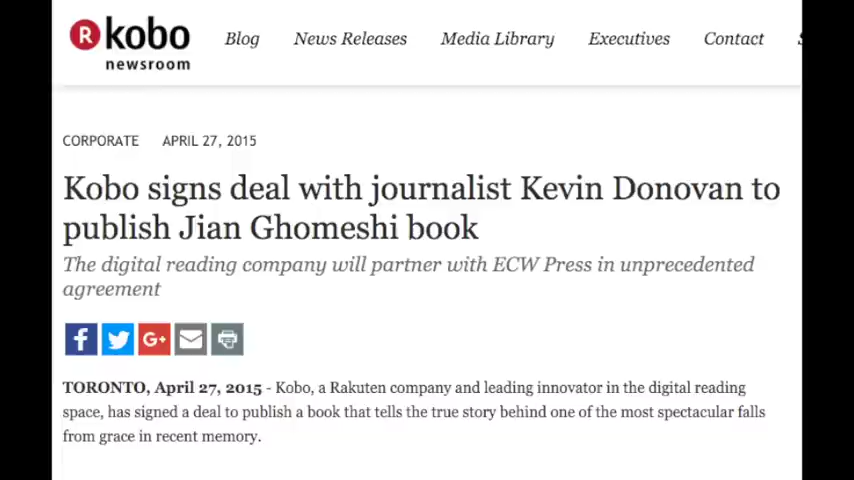 R kobo
newsroom
Blog News Releases Media Library Executives Contact
CORPORATE APRIL 27, 2015
Kobo signs deal with journalist Kevin Donovan to
publish Jian Ghomeshi book
The digital reading company will partner with ECW Press in unprecedented
agreement
f G+
TORONTO, April 27, 2015 - Kobo, a Rakuten company and leading innovator in the digital reading
space, has signed a deal to publish a book that tells the true story behind one of the most spectacular falls
from grace in recent memory.